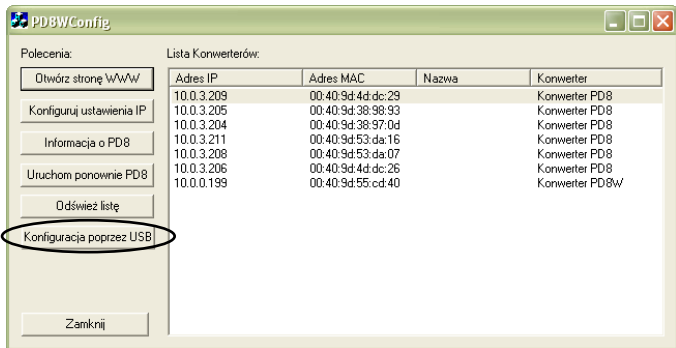 PD8WConfig
Polecenia:
Lista Konwerterów:
Otwórz stronę WWW
Konfiguruj ustawienia IP
Informacja o PD8
Uruchom ponownie PD8
Odśwież listę
Konfiguracja poprzez USB
Zamknij
Adres IP Adres MAC Nazwa Konwerter
10.0.3.209 00:40:9d:4d:dc:29 Konwerter PD8
10.0.3.205 00:40:9d:38:98:93 Konwerter PD8
10.0.3.204 00:40:9d:38:97:0d Konwerter PD8
10.0.3.211 00:40:9d:53:da:16 Konwerter PD8
10.0.3.208 00:40:9d:53:da:07 Konwerter PD8
10.0.3.206 00:40:9d:4d:dc:26 Konwerter PD8
10.0.0.199 00:40:9d:55:cd:40 Konwerter PD8W